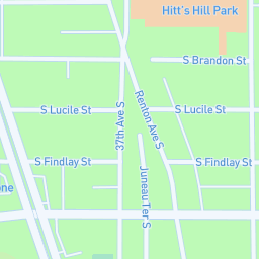 Hitt's Hill Park
S Brandon St
S Lucile St
37th Ave S
Renton Ave S
S Lucile St
S Findlay St
Juneau Ter S
S Findlay St